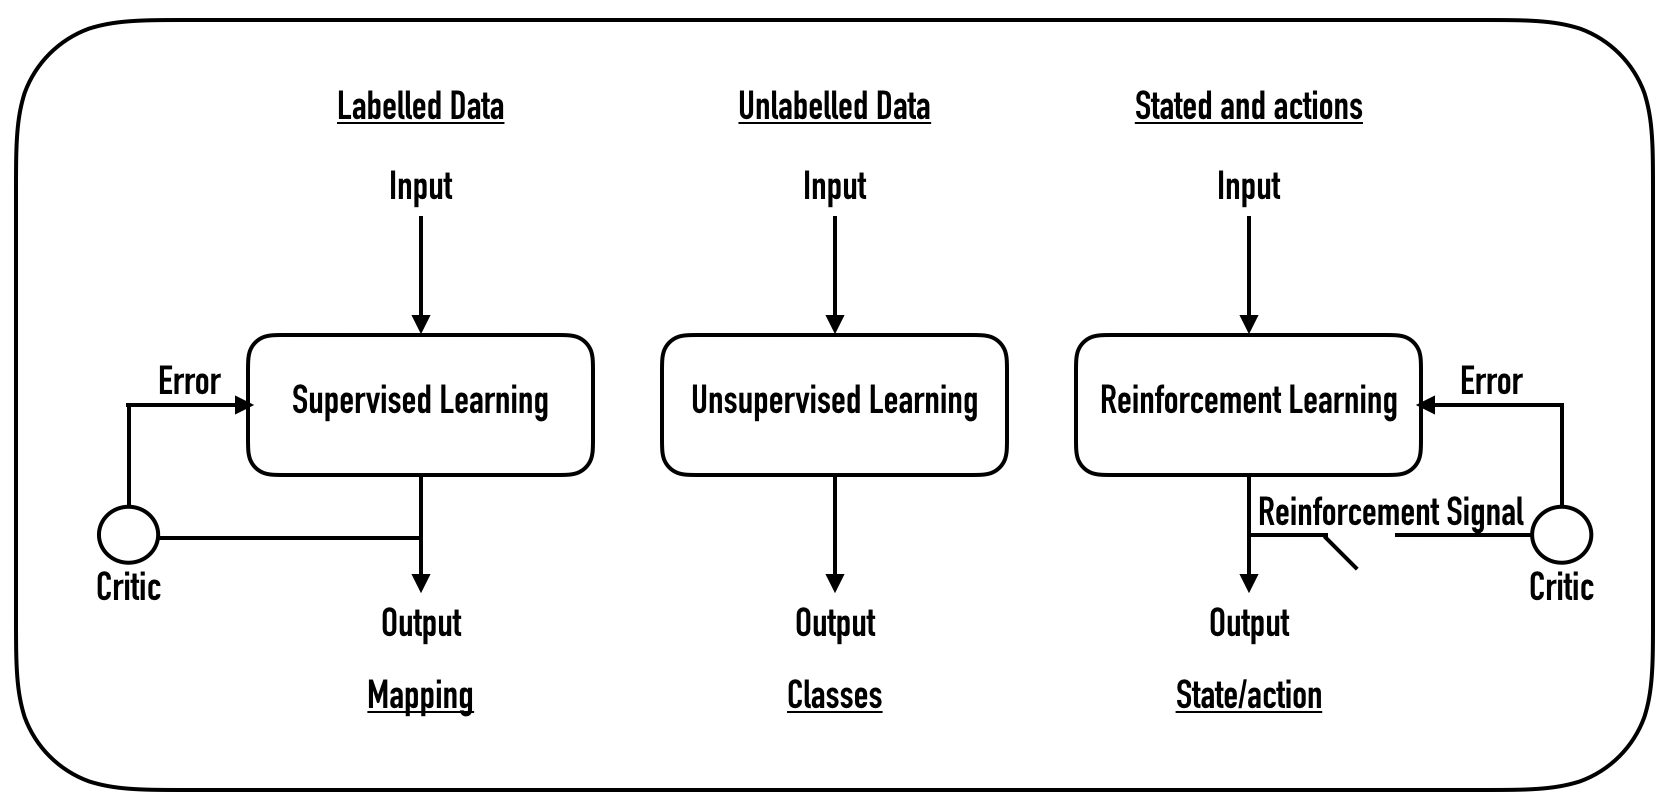 Labelled Data
Unlabelled Data
Stated and actions
Input
Input
Input
Error
Supervised Learning
Unsupervised Learning
Reinforcement Learning
Error
Reinforcement Signal
Critic
Critic
Output
Output
Output
Mapping
Classes
State/action